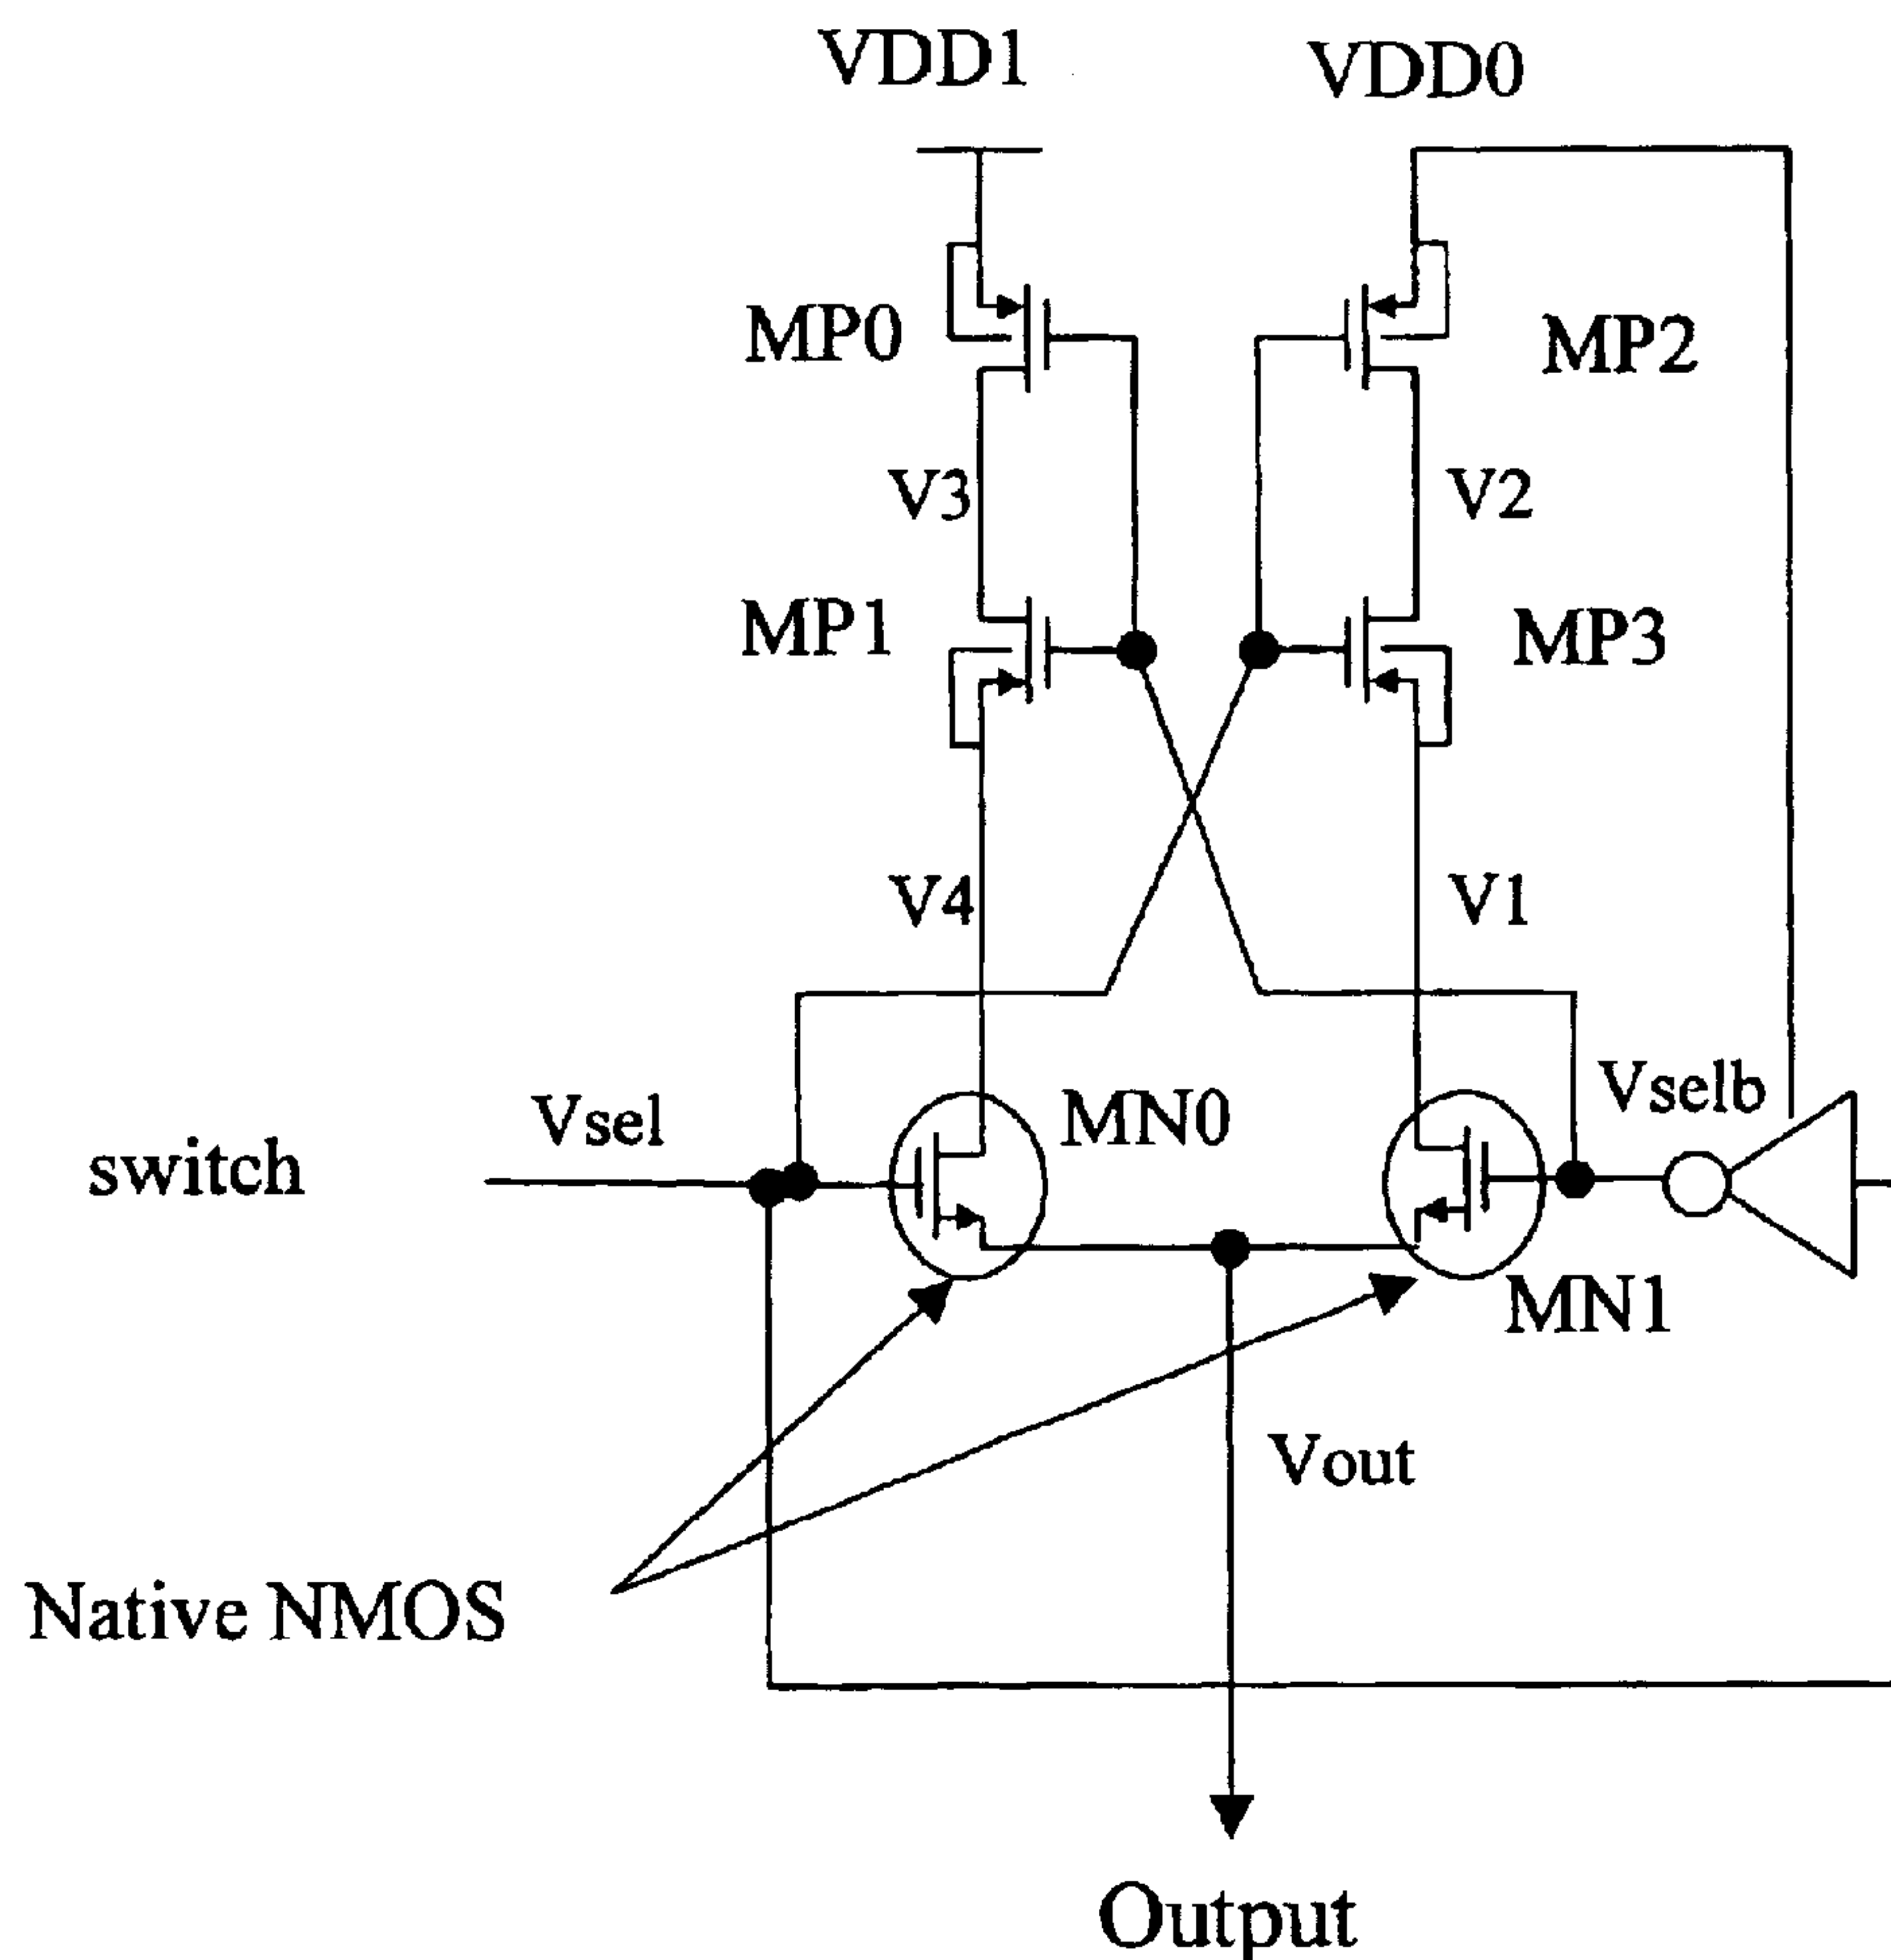 VDD1
VDD0
MP0
MP2
V3
V2
MP1
MP3
V4
V1
Vsel
MN0
Vselb
switch
MN1
Vout
Native NMOS
Output